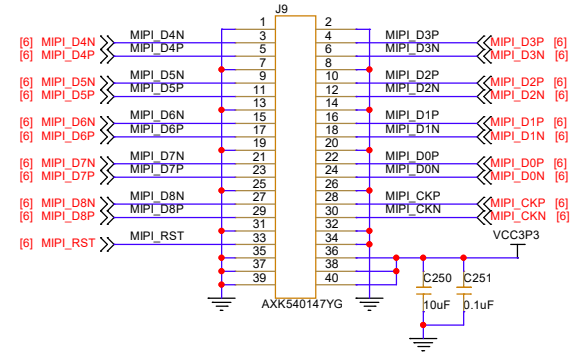 J9
1 2
[6] MIPI_D4N MIPI_D4N 3 4 MIPI_D3P MIPI_D3P [6]
[6] MIPI_D4P MIPI_D4P 5 6 MIPI_D3N MIPI_D3N [6]
7 8
[6] MIPI_D5N MIPI_D5N 9 10 MIPI_D2P MIPI_D2P [6]
[6] MIPI_D5P MIPI_D5P 11 12 MIPI_D2N MIPI_D2N [6]
13 14
[6] MIPI_D6N MIPI_D6N 15 16 MIPI_D1P MIPI_D1P [6]
[6] MIPI_D6P MIPI_D6P 17 18 MIPI_D1N MIPI_D1N [6]
19 20
[6] MIPI_D7N MIPI_D7N 21 22 MIPI_D0P MIPI_D0P [6]
[6] MIPI_D7P MIPI_D7P 23 24 MIPI_D0N MIPI_D0N [6]
25 26
[6] MIPI_D8N MIPI_D8N 27 28 MIPI_CKP MIPI_CKP [6]
[6] MIPI_D8P MIPI_D8P 29 30 MIPI_CKN MIPI_CKN [6]
31 32
[6] MIPI_RST MIPI_RST 33 34 VCC3P3
35 36
37 38
39 40
C250 C251
AXK540147YG 10uF 0.1uF